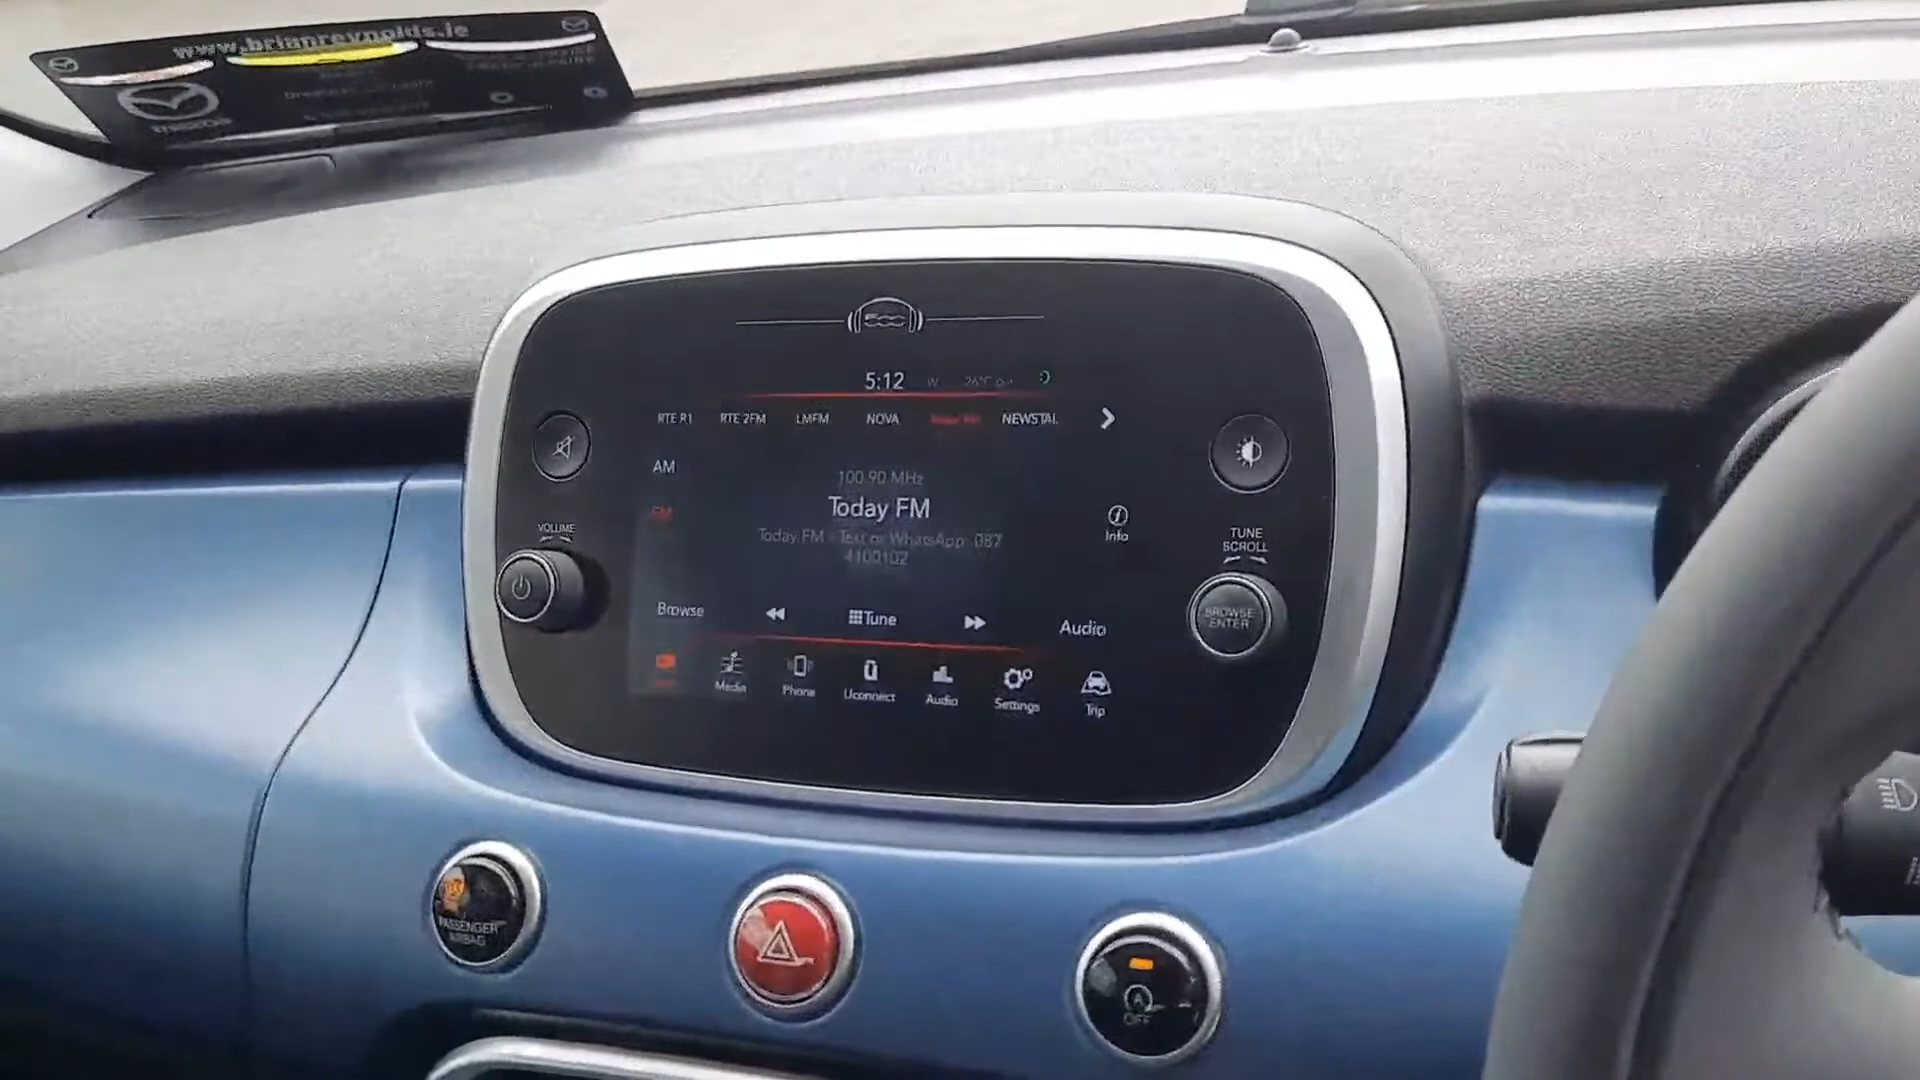 www.brianreynolds.ie
5:12 W 26°C out
RTE R1 RTE 2FM LMFM NOVA NEWSTAL
AM
FM
100.90 MHz
Today FM
Today FM - Text or WhatsApp: 087
4100102
Info
VOLUME
TUNE
SCROLL
BROWSE
ENTER
Browse Tune Audio
Media Phone Uconnect Audio Settings Trip
PASSENGER
AIRBAG
A
OFF